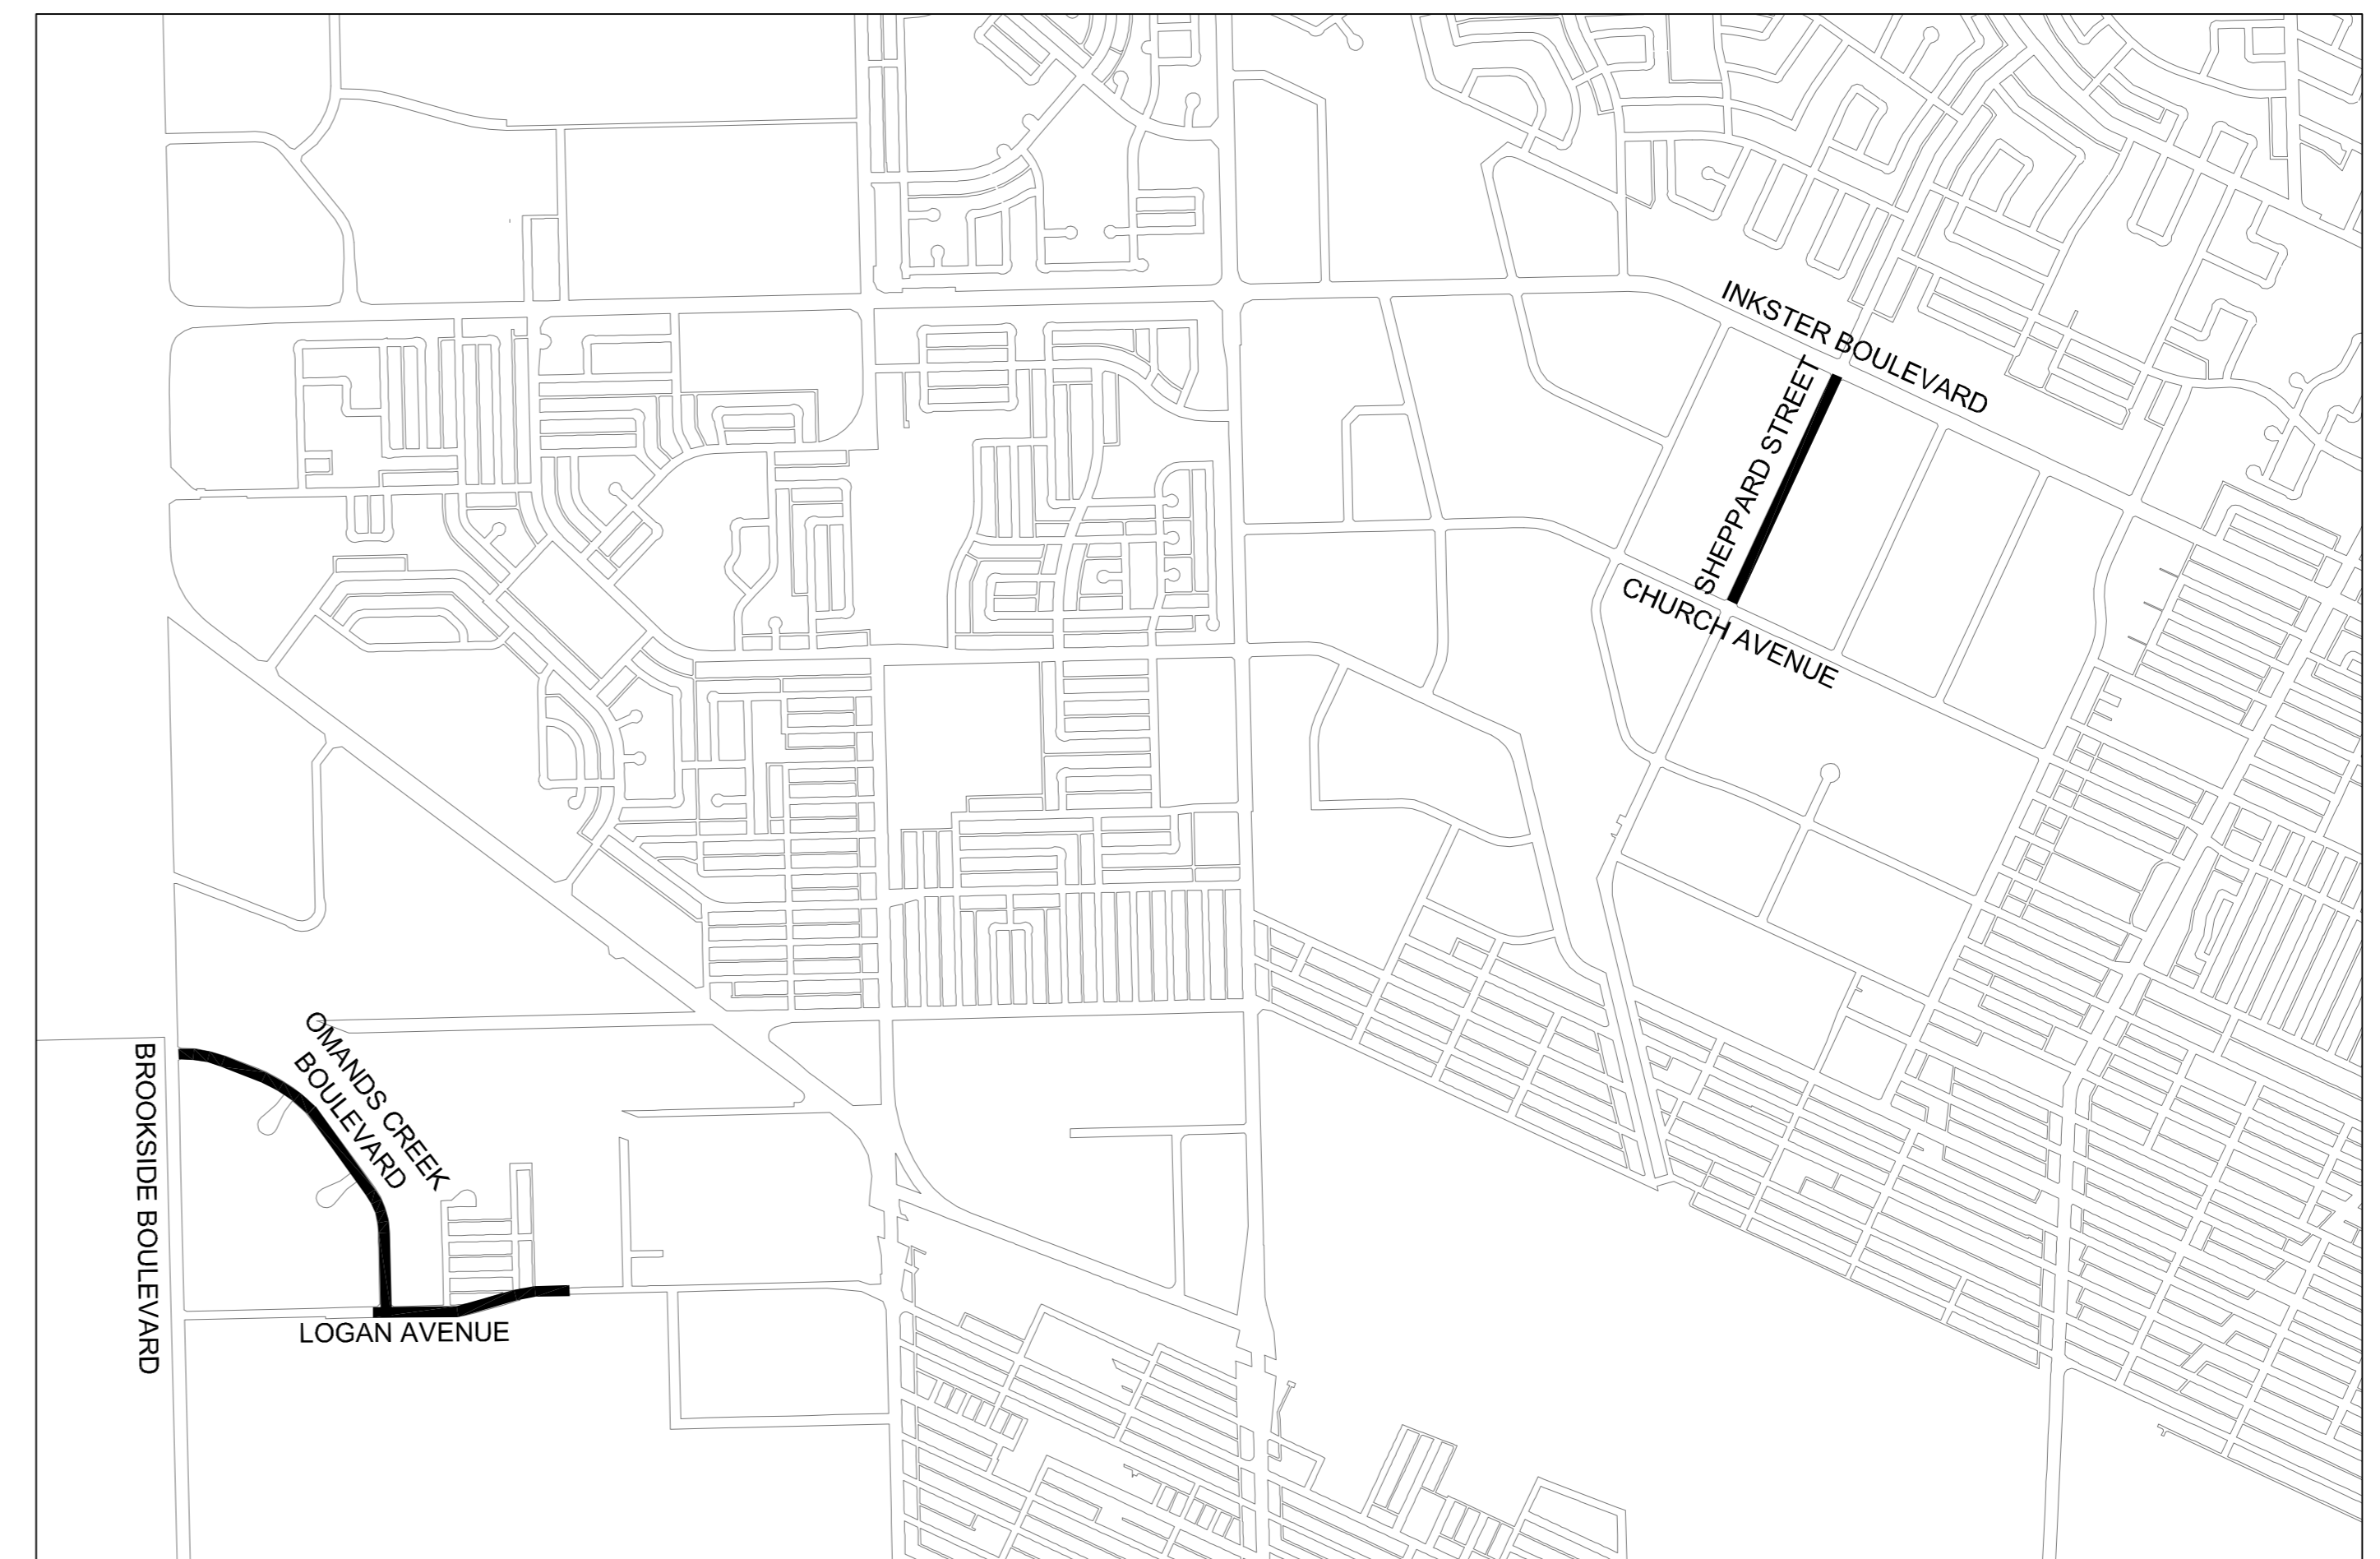 INKSTER BOULEVARD
SHEPPARD STREET
CHURCH AVENUE
OMANDS CREEK
BOULEVARD
BROOKSIDE BOULEVARD
LOGAN AVENUE